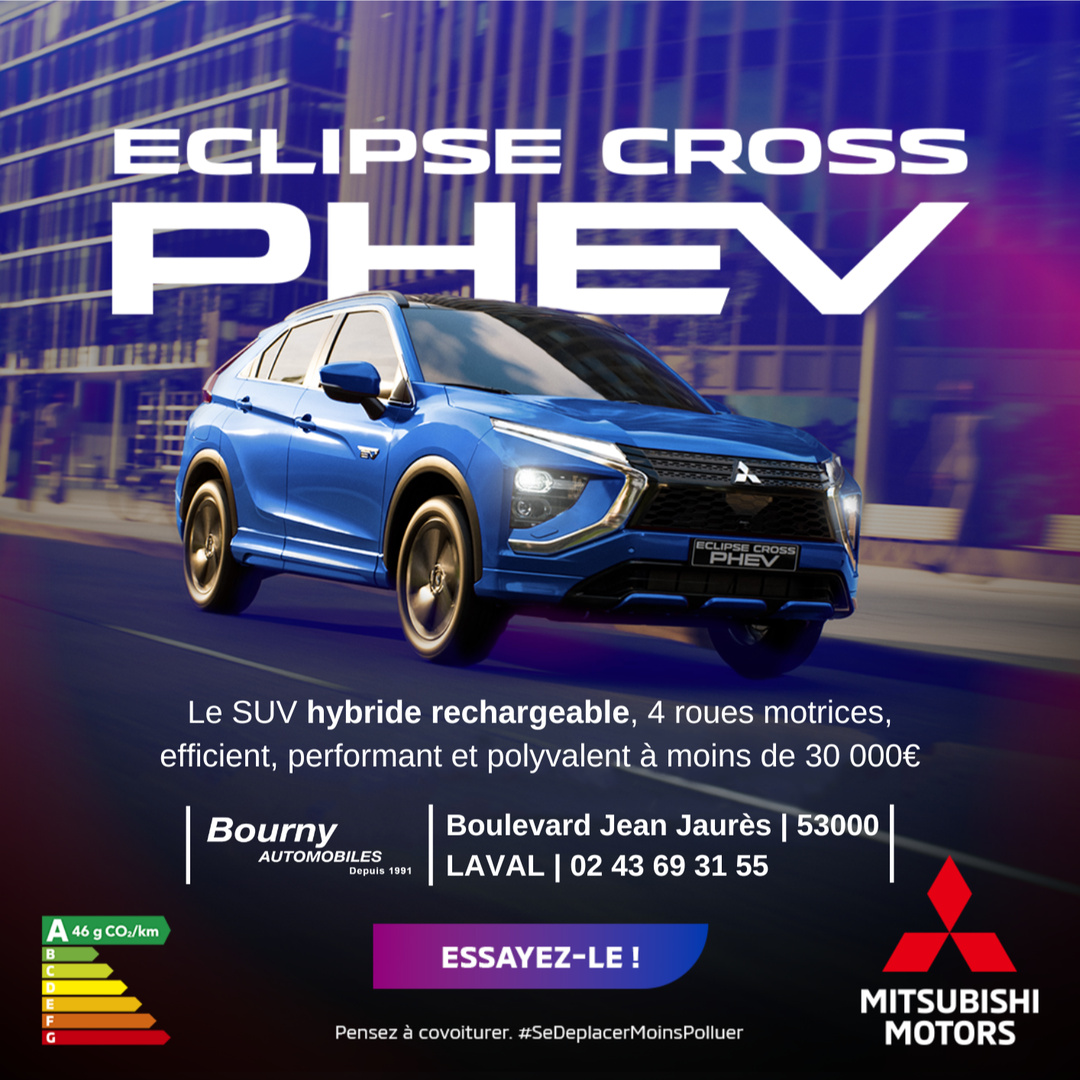 ECLIPSE CROSS
PHEV
ECLIPSE CROSS
PHEV
Le SUV hybride rechargeable, 4 roues motrices,
efficient, performant et polyvalent à moins de 30 000€
Bourny
AUTOMOBILES
Depuis 1991
Boulevard Jean Jaurès | 53000
LAVAL | 02 43 69 31 55
A 46 g CO₂/km
B
C
D
E
F
G
ESSAYEZ-LE !
Pensez à covoiturer. #SeDeplacerMoinsPolluer
MITSUBISHI
MOTORS